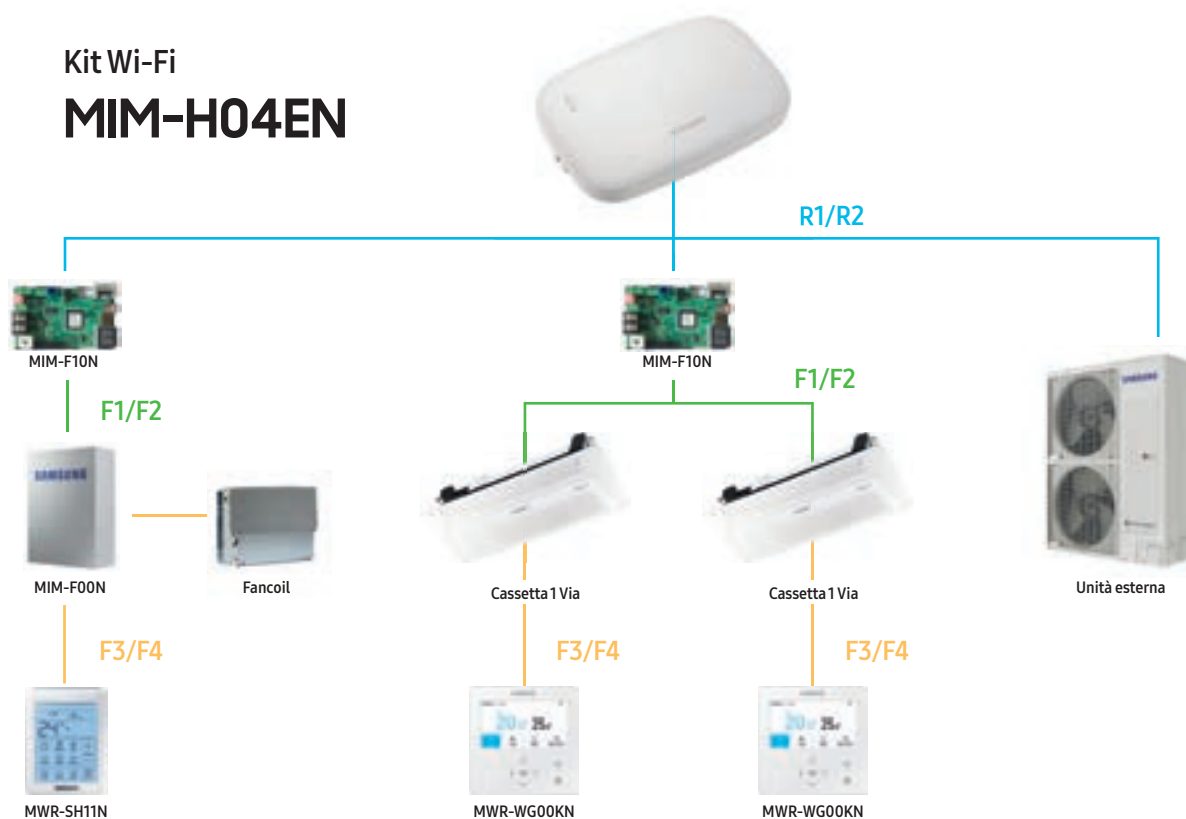 Kit Wi-Fi
MIM-H04EN
R1/R2
MIM-F10N
MIM-F10N
F1/F2
F1/F2
SAMSUNG
SAMSUNG
MIM-F00N
Fancoil
Cassetta 1 Via
Cassetta 1 Via
Unità esterna
F3/F4
F3/F4
F3/F4
MWR-SH11N
MWR-WG00KN
MWR-WG00KN